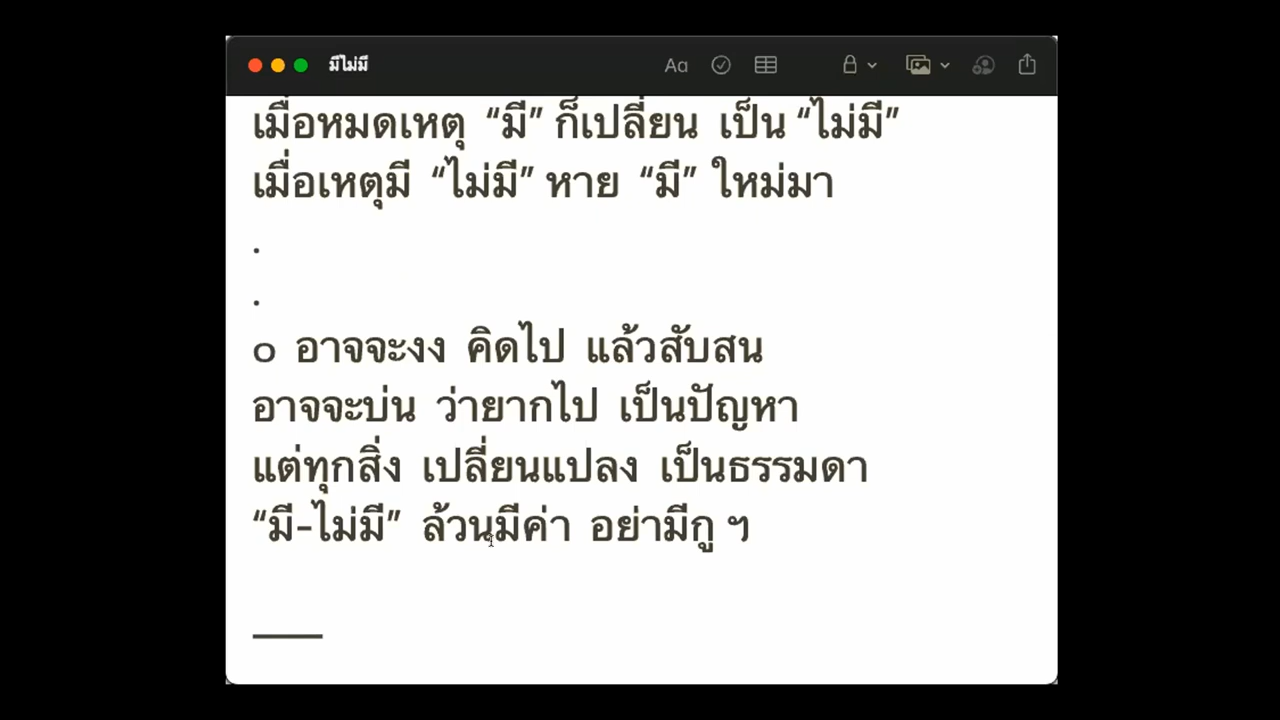 มีไม่มี
Aa
เมื่อหมดเหตุ “มี” ก็เปลี่ยน เป็น “ไม่มี”
เมื่อเหตุมี “ไม่มี” หาย “มี” ใหม่มา
.
.
๐ อาจจะงง คิดไป แล้วสับสน
อาจจะบ่น ว่ายากไป เป็นปัญหา
แต่ทุกสิ่ง เปลี่ยนแปลง เป็นธรรมดา
“มี-ไม่มี” ล้วนมีค่า อย่ามีกู ฯ